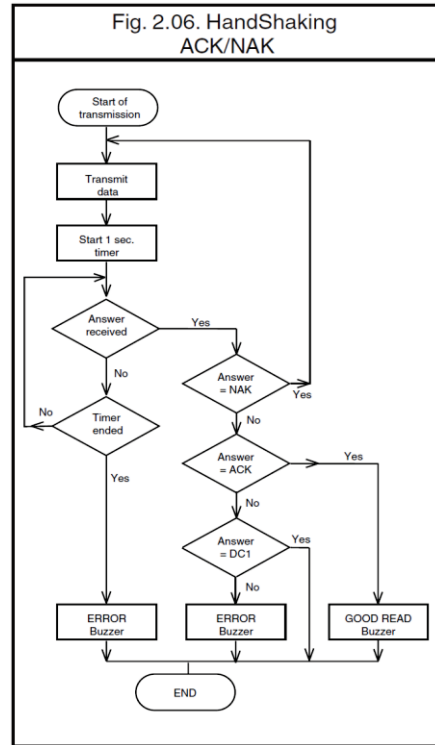 Fig. 2.06. HandShaking
ACK/NAK
Start of
transmission
Transmit
data
Start 1 sec.
timer
Answer
received
Yes
No
Answer
= NAK
Yes
No
No
Timer
ended
Yes
Answer
= ACK
Yes
No
Answer
= DC1
Yes
No
ERROR
Buzzer
ERROR
Buzzer
GOOD READ
Buzzer
END